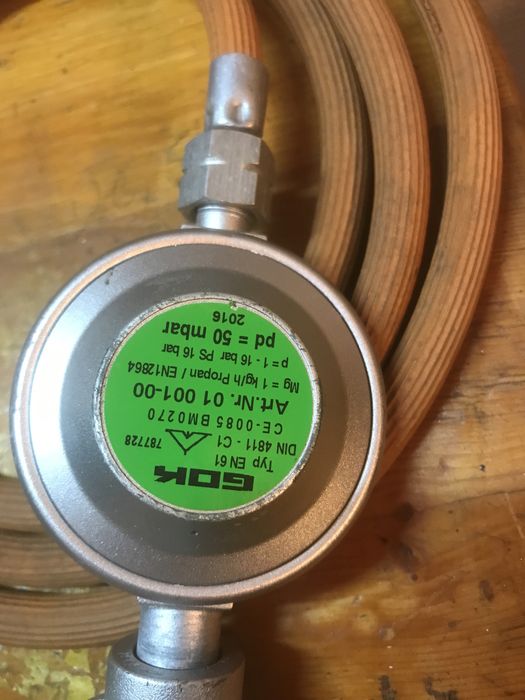 GOK
Typ EN 61
DIN 4811 - C1 787728
CE-0085 BM0270
Art.Nr. 01 001-00
Mg = 1 kg/h Propan / EN12864
p = 1 - 16 bar PS 16 bar
pd = 50 mbar
2016